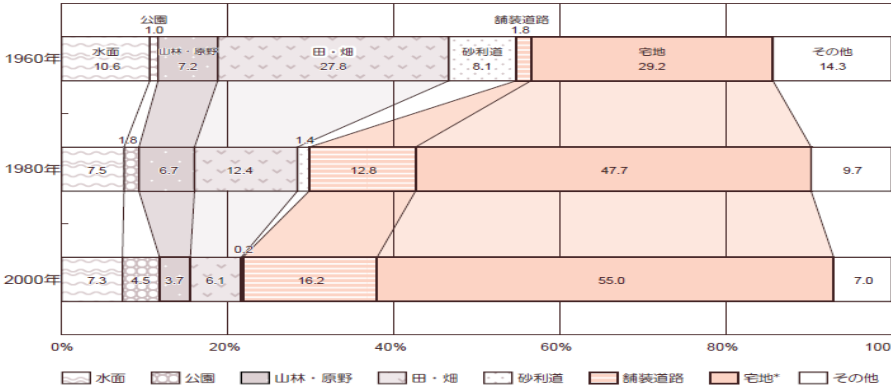 公園
1.0
舗装道路
1.8
1960年
水面
10.6
山林・原野
7.2
田・畑
27.8
砂利道
8.1
宅地
29.2
その他
14.3
1.8
1.4
1980年
7.5
6.7
12.4
12.8
47.7
9.7
0.2
2000年
7.3
4.5
3.7
6.1
16.2
55.0
7.0
0% 20% 40% 60% 80% 100%
水面 公園 山林・原野 田・畑 砂利道 舗装道路 宅地* その他